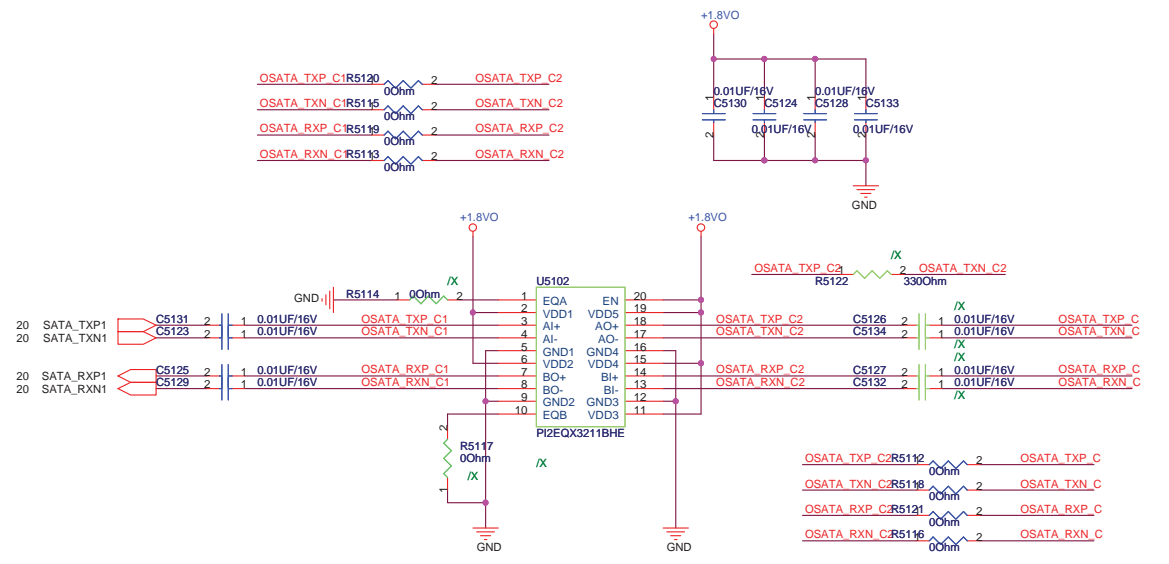 +1.8VO
OSATA_TXP_C1 R5120 2 OSATA_TXP_C2
0Ohm
OSATA_TXN_C1 R5115 2 OSATA_TXN_C2
0Ohm
OSATA_RXP_C1 R5119 2 OSATA_RXP_C2
0Ohm
OSATA_RXN_C1 R5113 2 OSATA_RXN_C2
0Ohm
1 0.01UF/16V 1 1 0.01UF/16V 1
C5130 C5124 C5128 C5133
2 0.01UF/16V 2 2 0.01UF/16V 2
GND
+1.8VO +1.8VO
/X
OSATA_TXP_C2 1 2 OSATA_TXN_C2
R5122 330Ohm
/X U5102
GND R5114 1 0Ohm 2 1 EQA EN 20
2 VDD1 VDD5 19 /X
20 SATA_TXP1 C5131 2 1 0.01UF/16V OSATA_TXP_C1 3 AI+ AO+ 18 OSATA_TXP_C2 C5126 2 1 0.01UF/16V OSATA_TXP_C
20 SATA_TXN1 C5123 2 1 0.01UF/16V OSATA_TXN_C1 4 AI- AO- 17 OSATA_TXN_C2 C5134 2 1 0.01UF/16V OSATA_TXN_C
5 GND1 GND4 16 /X
6 VDD2 VDD4 15 /X
20 SATA_RXP1 C5125 2 1 0.01UF/16V OSATA_RXP_C1 7 BO+ BI+ 14 OSATA_RXP_C2 C5127 2 1 0.01UF/16V OSATA_RXP_C
20 SATA_RXN1 C5129 2 1 0.01UF/16V OSATA_RXN_C1 8 BO- BI- 13 OSATA_RXN_C2 C5132 2 1 0.01UF/16V OSATA_RXN_C
9 GND2 GND3 12 /X
10 EQB VDD3 11
PI2EQX3211BHE
2
R5117
0Ohm
/X /X
1
GND GND
OSATA_TXP_C2 R5112 2 OSATA_TXP_C
0Ohm
OSATA_TXN_C2 R5118 2 OSATA_TXN_C
0Ohm
OSATA_RXP_C2 R5121 2 OSATA_RXP_C
0Ohm
OSATA_RXN_C2 R5116 2 OSATA_RXN_C
0Ohm